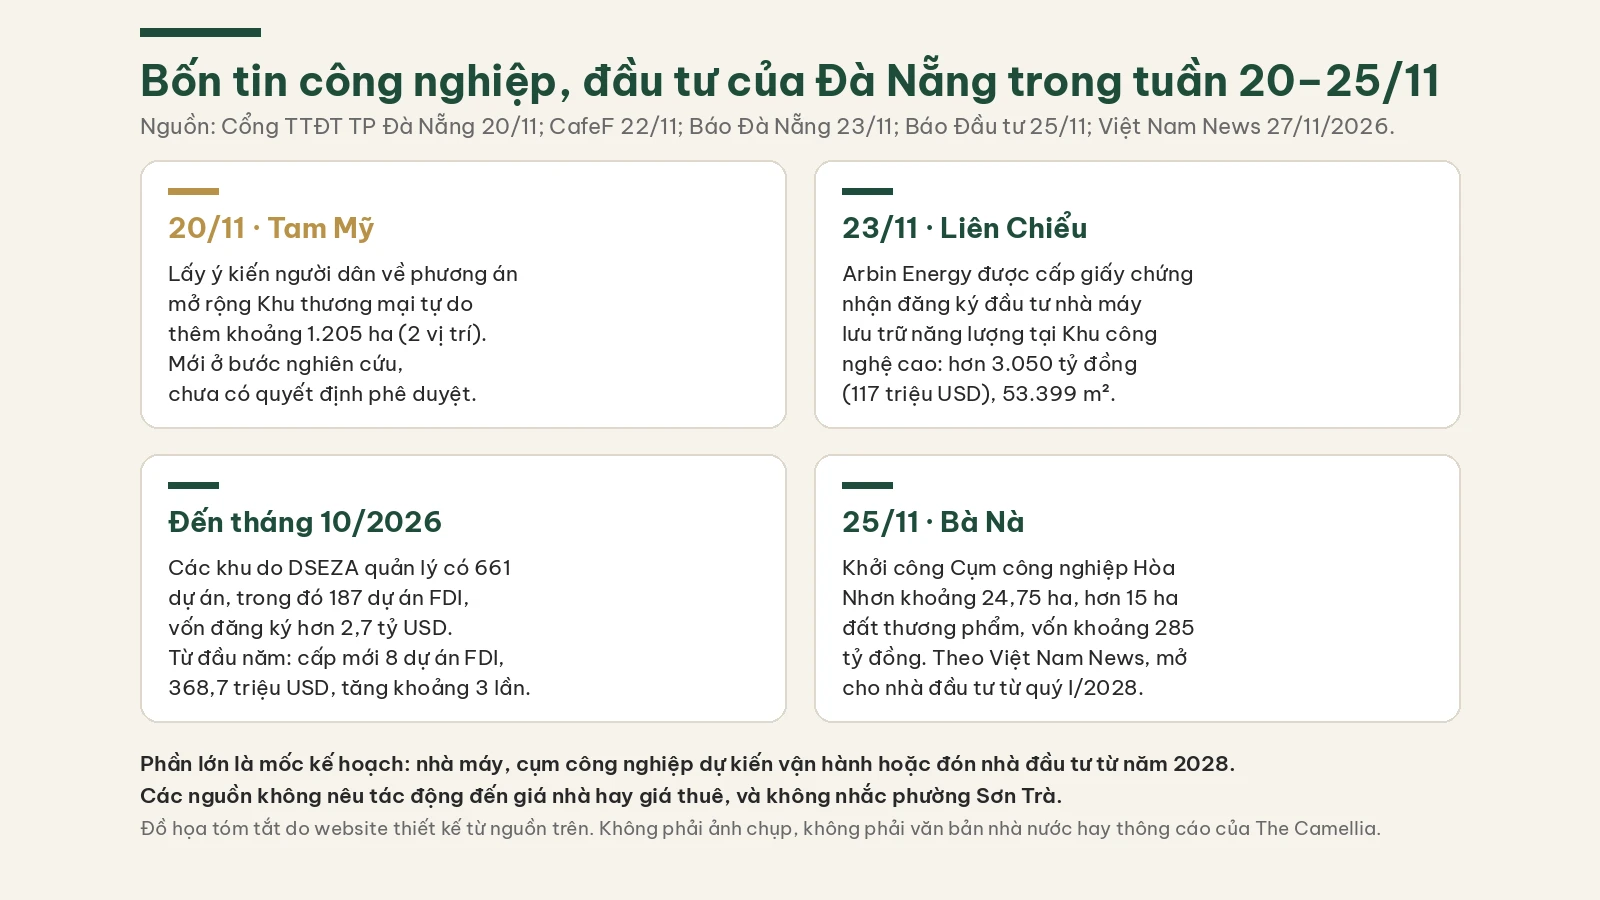 Bốn tin công nghiệp, đầu tư của Đà Nẵng trong tuần 20–25/11
Nguồn: Cổng TTĐT TP Đà Nẵng 20/11; CafeF 22/11; Báo Đà Nẵng 23/11; Báo Đầu tư 25/11; Việt Nam News 27/11/2026.
20/11 · Tam Mỹ
Lấy ý kiến người dân về phương án
mở rộng Khu thương mại tự do
thêm khoảng 1.205 ha (2 vị trí).
Mới ở bước nghiên cứu,
chưa có quyết định phê duyệt.
23/11 · Liên Chiểu
Arbin Energy được cấp giấy chứng
nhận đăng ký đầu tư nhà máy
lưu trữ năng lượng tại Khu công
nghệ cao: hơn 3.050 tỷ đồng
(117 triệu USD), 53.399 m².
Đến tháng 10/2026
Các khu do DSEZA quản lý có 661
dự án, trong đó 187 dự án FDI,
vốn đăng ký hơn 2,7 tỷ USD.
Từ đầu năm: cấp mới 8 dự án FDI,
368,7 triệu USD, tăng khoảng 3 lần.
25/11 · Bà Nà
Khởi công Cụm công nghiệp Hòa
Nhơn khoảng 24,75 ha, hơn 15 ha
đất thương phẩm, vốn khoảng 285
tỷ đồng. Theo Việt Nam News, mở
cho nhà đầu tư từ quý I/2028.
Phần lớn là mốc kế hoạch: nhà máy, cụm công nghiệp dự kiến vận hành hoặc đón nhà đầu tư từ năm 2028.
Các nguồn không nêu tác động đến giá nhà hay giá thuê, và không nhắc phường Sơn Trà.
Đồ họa tóm tắt do website thiết kế từ nguồn trên. Không phải ảnh chụp, không phải văn bản nhà nước hay thông cáo của The Camellia.